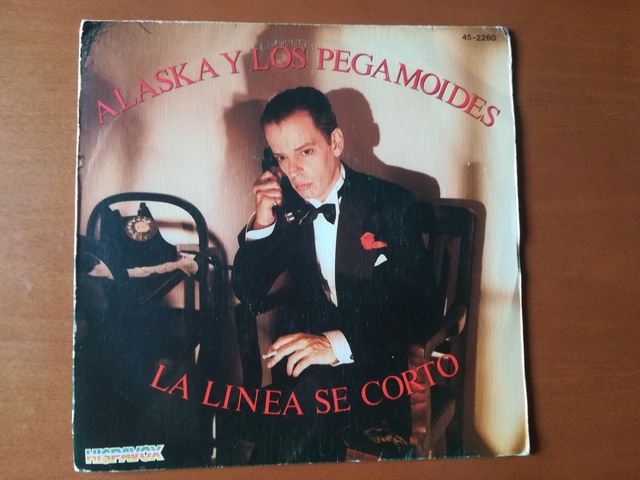 45-2260
ALASKA Y LOS PEGAMOIDES
LA LINEA SE CORTO
HISPAVOX